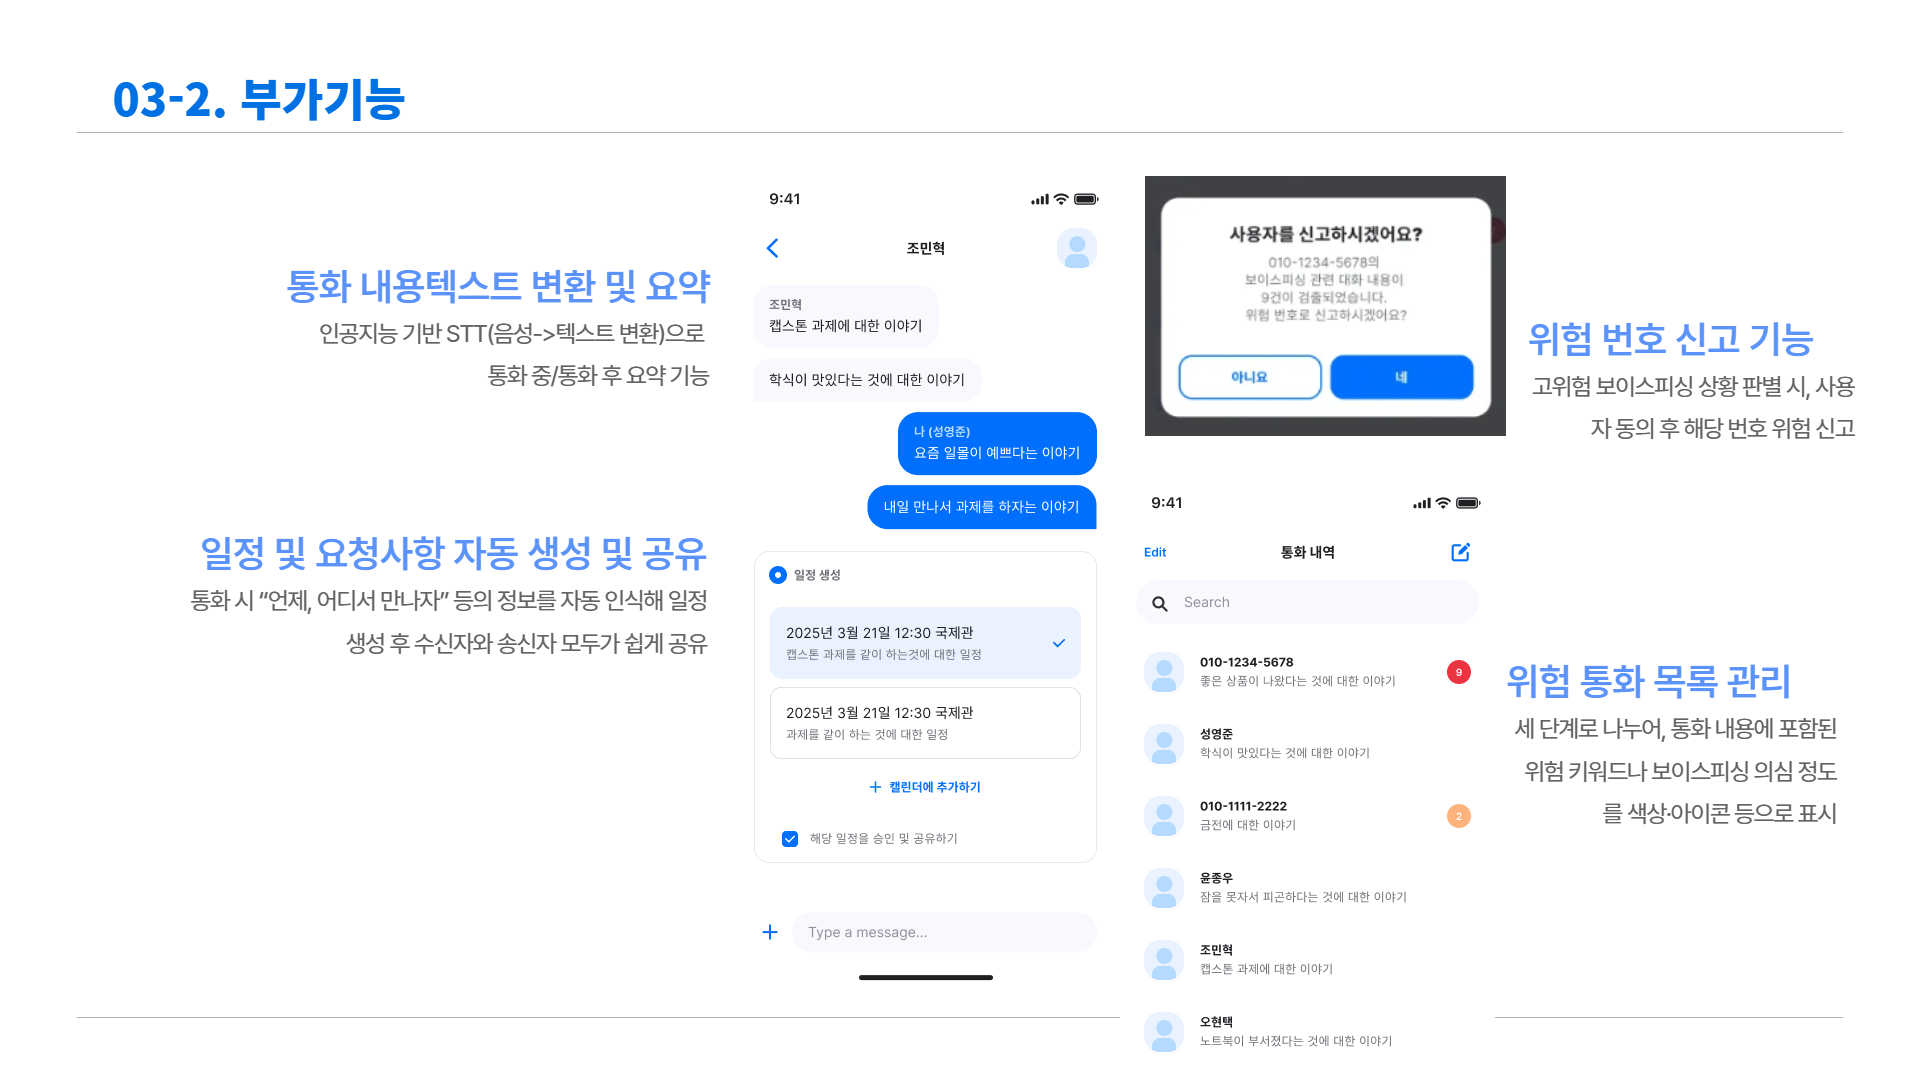 03-2. 부가기능
통화 내용텍스트 변환 및 요약
인공지능 기반 STT(음성->텍스트 변환)으로
통화 중/통화 후 요약 기능
일정 및 요청사항 자동 생성 및 공유
통화 시 “언제, 어디서 만나자” 등의 정보를 자동 인식해 일정
생성 후 수신자와 송신자 모두가 쉽게 공유
9:41
조민혁
조민혁
캡스톤 과제에 대한 이야기
학식이 맛있다는 것에 대한 이야기
나 (성영준)
요즘 일몰이 예쁘다는 이야기
내일 만나서 과제를 하자는 이야기
일정 생성
2025년 3월 21일 12:30 국제관
캡스톤 과제를 같이 하는것에 대한 일정
2025년 3월 21일 12:30 국제관
과제를 같이 하는 것에 대한 일정
+ 캘린더에 추가하기
해당 일정을 승인 및 공유하기
+ Type a message...
사용자를 신고하시겠어요?
010-1234-5678의
보이스피싱 관련 대화 내용이
9건이 검출되었습니다.
위험 번호로 신고하시겠어요?
아니요
네
위험 번호 신고 기능
고위험 보이스피싱 상황 판별 시, 사용
자 동의 후 해당 번호 위험 신고
9:41
Edit
통화 내역
Search
010-1234-5678
좋은 상품이 나왔다는 것에 대한 이야기
9
성영준
학식이 맛있다는 것에 대한 이야기
010-1111-2222
금전에 대한 이야기
2
윤종우
잠을 못자서 피곤하다는 것에 대한 이야기
조민혁
캡스톤 과제에 대한 이야기
오현택
노트북이 부서졌다는 것에 대한 이야기
위험 통화 목록 관리
세 단계로 나누어, 통화 내용에 포함된
위험 키워드나 보이스피싱 의심 정도
를 색상·아이콘 등으로 표시